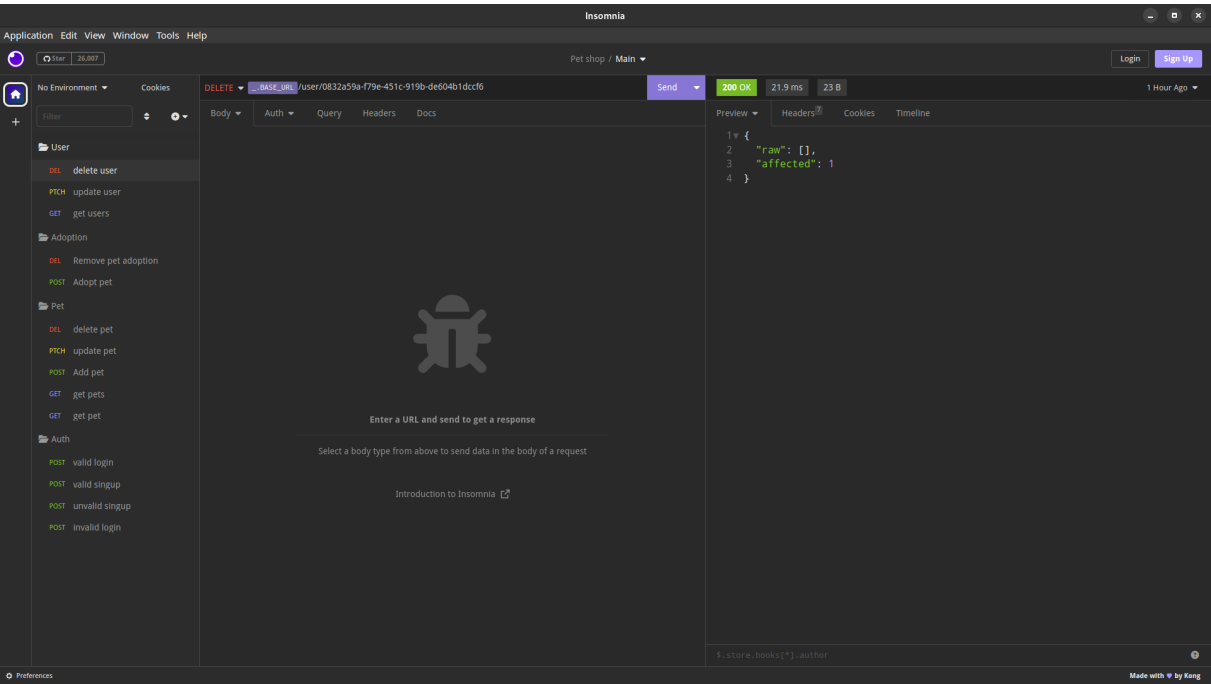 Insomnia
Application Edit View Window Tools Help
Star 26,007
Pet shop / Main
Login Sign Up
No Environment Cookies
DELETE _.BASE_URL /user/0832a59a-f79e-451c-919b-de604b1dccf6 Send
200 OK 21.9 ms 23 B 1 Hour Ago
Filter
Body Auth Query Headers Docs
Preview Headers 7 Cookies Timeline
1 {
2 "raw": [],
3 "affected": 1
4 }
User
DEL delete user
PTCH update user
GET get users
Adoption
DEL Remove pet adoption
POST Adopt pet
Pet
DEL delete pet
PTCH update pet
POST Add pet
GET get pets
GET get pet
Auth
POST valid login
POST valid singup
POST unvalid singup
POST invalid login
Enter a URL and send to get a response
Select a body type from above to send data in the body of a request
Introduction to Insomnia
$.store.books[*].author
Preferences
Made with by Kong